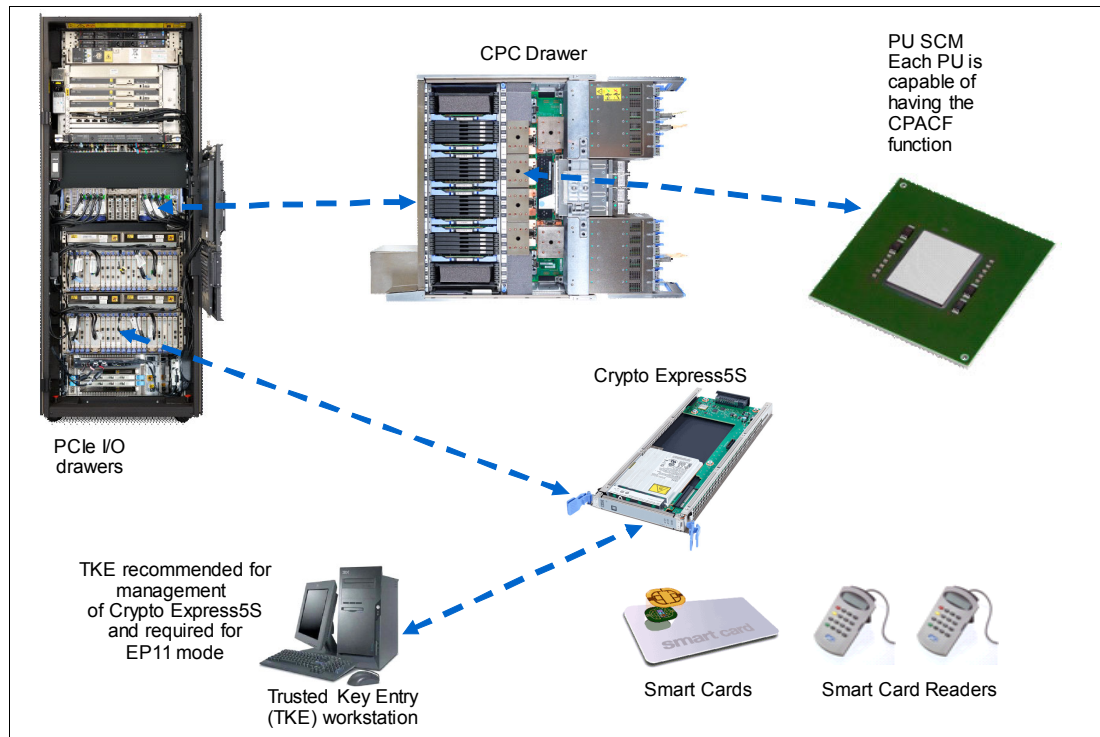 CPC Drawer
PU SCM
Each PU is
capable of
having the
CPACF
function
Crypto Express5S
PCIe I/O
drawers
TKE recommended for
management
of Crypto Express5S
and required for
EP11 mode
Trusted Key Entry
(TKE) workstation
smart card
Smart Cards
Smart Card Readers